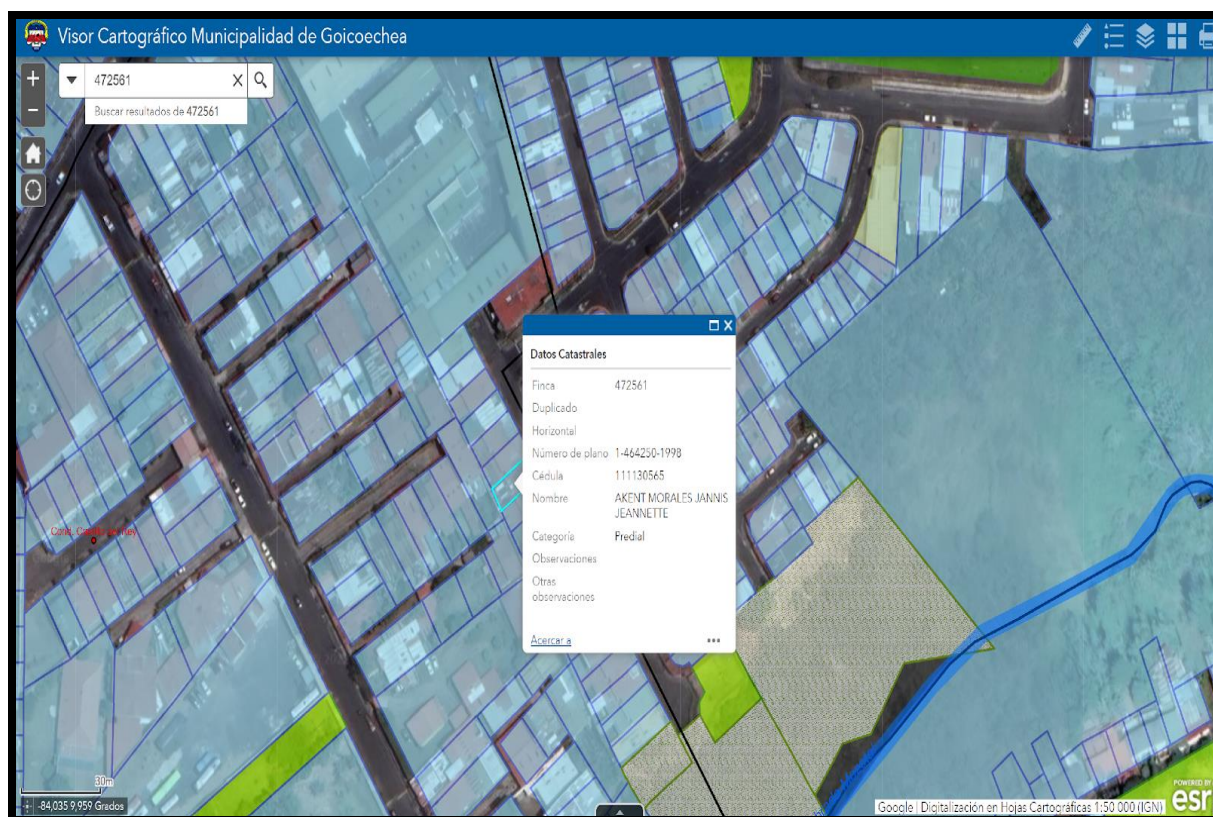 Visor Cartográfico Municipalidad de Goicoechea
472561
Buscar resultados de 472561
Datos Catastrales
Finca 472561
Duplicado
Horizontal
Número de plano 1-464250-1998
Cédula 111130565
Nombre AKENT MORALES JANNIS
JEANNETTE
Categoría Predial
Observaciones
Otras
observaciones
Acercar a
30m
-84,035 9,959 Grados
Google | Digitalización en Hojas Cartográficas 1:50 000 (IGN)
POWERED BY
esr